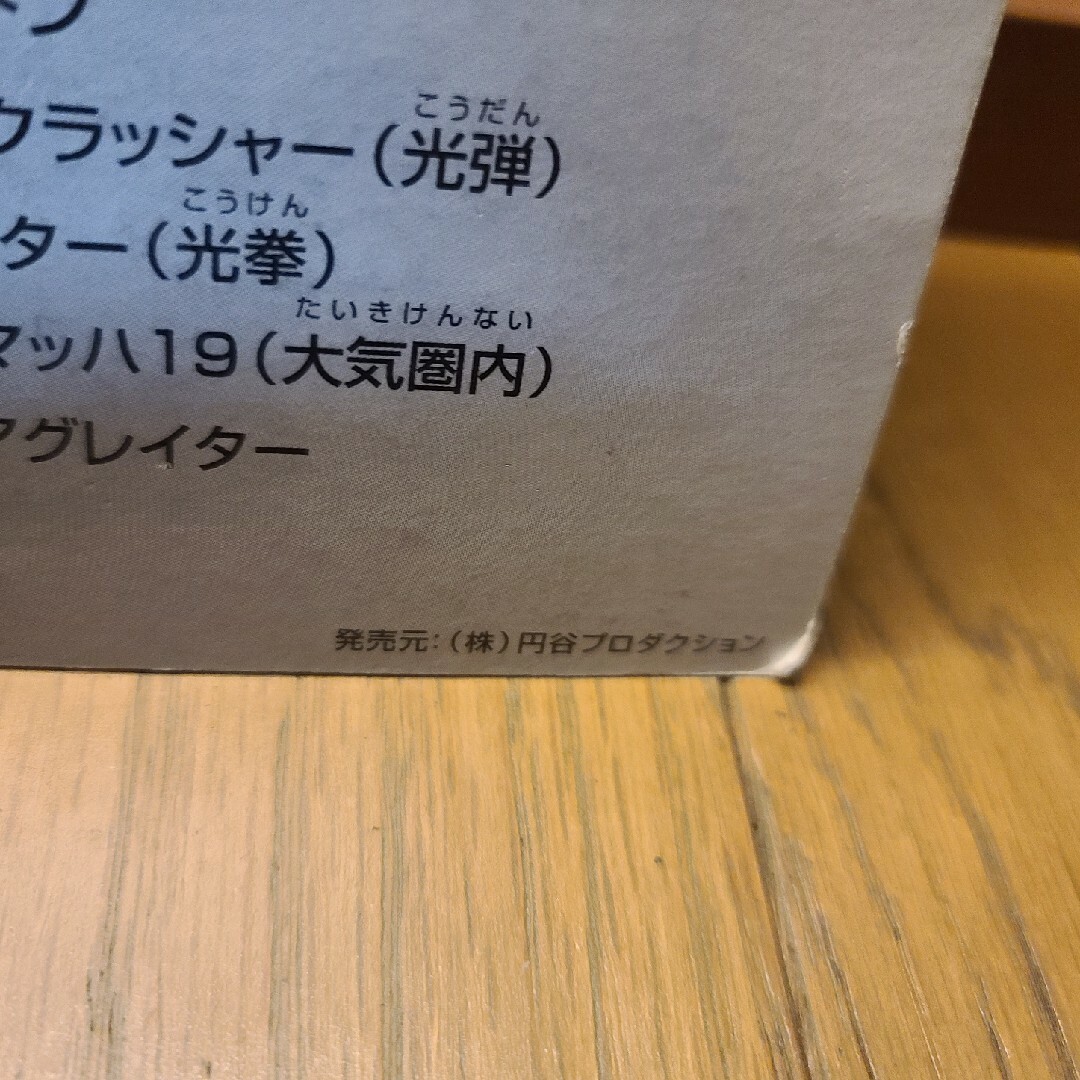 こうだん
クラッシャー(光弾)
こうけん
ター(光拳)
たいきけんない
マッハ19(大気圏内)
アグレイター
発売元:(株)円谷プロダクション